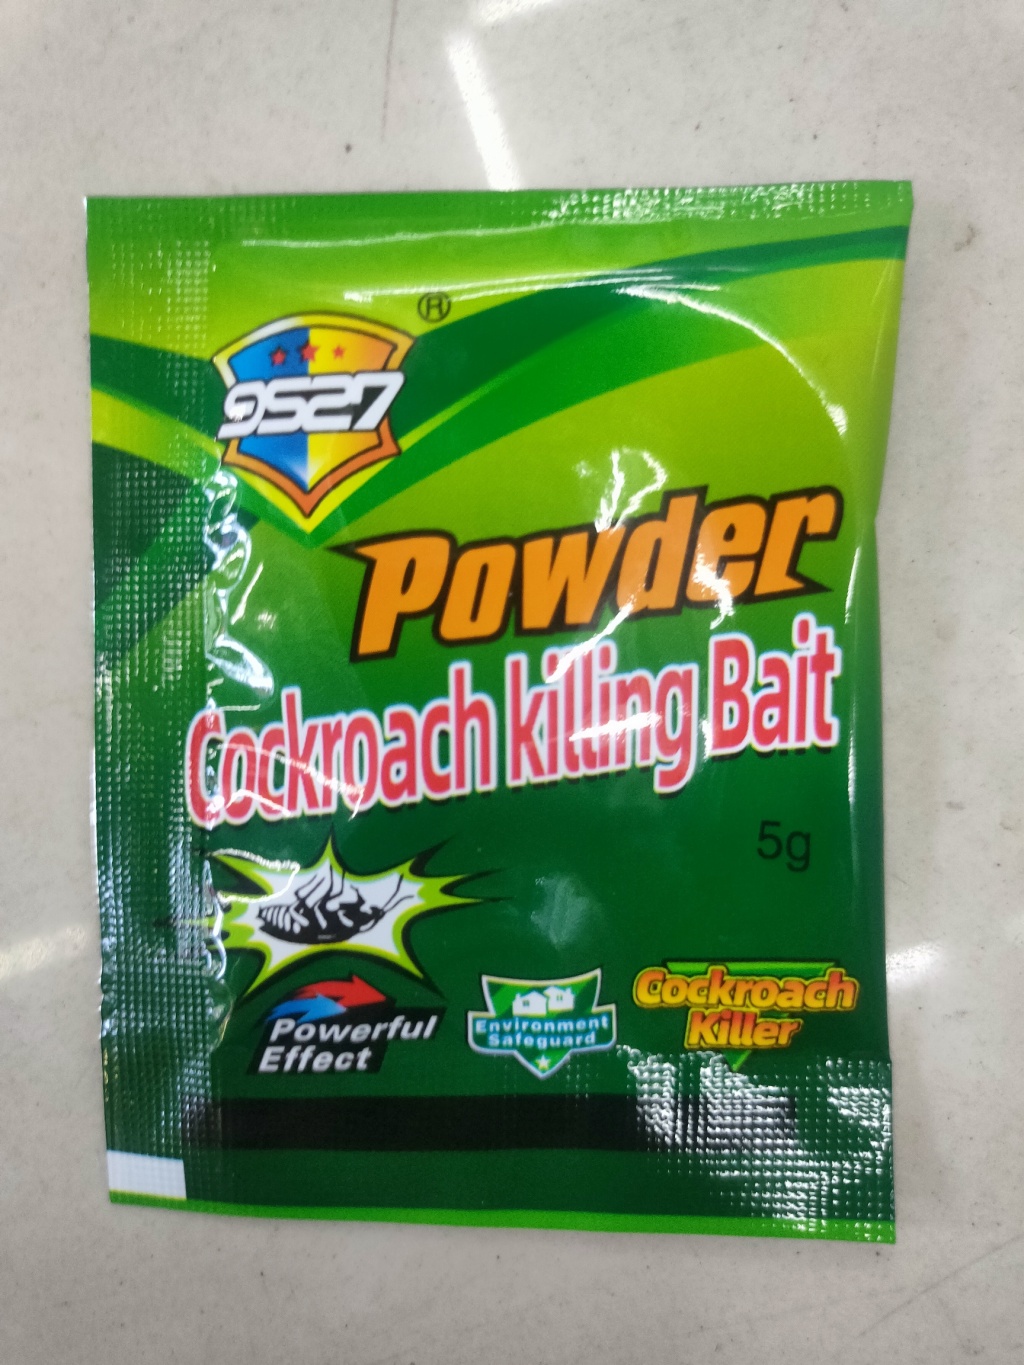 ®
9527
Powder
Cockroach killing Bait
5g
Powerful
Effect
Environment
Safeguard
Cockroach
Killer